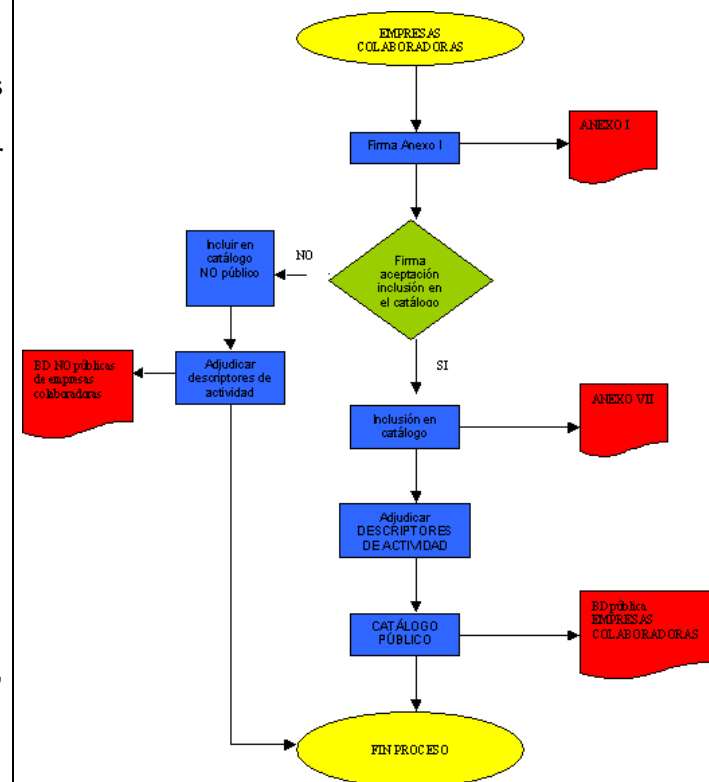 EMPRESAS
COLABORADORAS
Firma Anexo I
ANEXO I
Firma
aceptación
inclusión en
el catálogo
NO
Incluir en
catálogo
NO público
Adjudicar
descriptores de
actividad
BD NO públicas
de empresas
colaboradoras
SI
Inclusión en
catálogo
ANEXO VII
Adjudicar
DESCRIPTORES
DE ACTIVIDAD
CATÁLOGO
PÚBLICO
BD pública
EMPRESAS
COLABORADORAS
FIN PROCESO